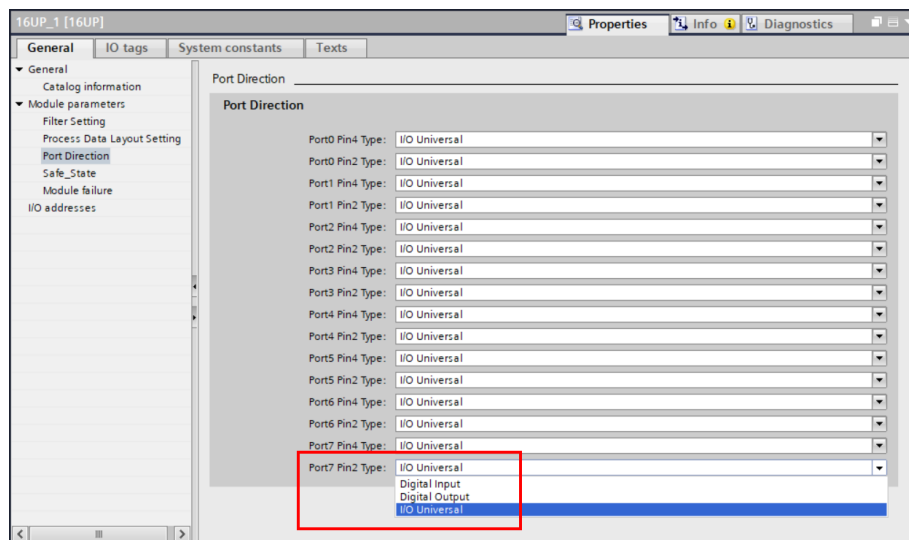 16UP_1 [16UP]
Properties
Info
Diagnostics
General
IO tags
System constants
Texts
General
Catalog information
Module parameters
Filter Setting
Process Data Layout Setting
Port Direction
Safe_State
Module failure
I/O addresses
Port Direction
Port Direction
Port0 Pin4 Type: I/O Universal
Port0 Pin2 Type: I/O Universal
Port1 Pin4 Type: I/O Universal
Port1 Pin2 Type: I/O Universal
Port2 Pin4 Type: I/O Universal
Port2 Pin2 Type: I/O Universal
Port3 Pin4 Type: I/O Universal
Port3 Pin2 Type: I/O Universal
Port4 Pin4 Type: I/O Universal
Port4 Pin2 Type: I/O Universal
Port5 Pin4 Type: I/O Universal
Port5 Pin2 Type: I/O Universal
Port6 Pin4 Type: I/O Universal
Port6 Pin2 Type: I/O Universal
Port7 Pin4 Type: I/O Universal
Port7 Pin2 Type: I/O Universal
Digital Input
Digital Output
I/O Universal